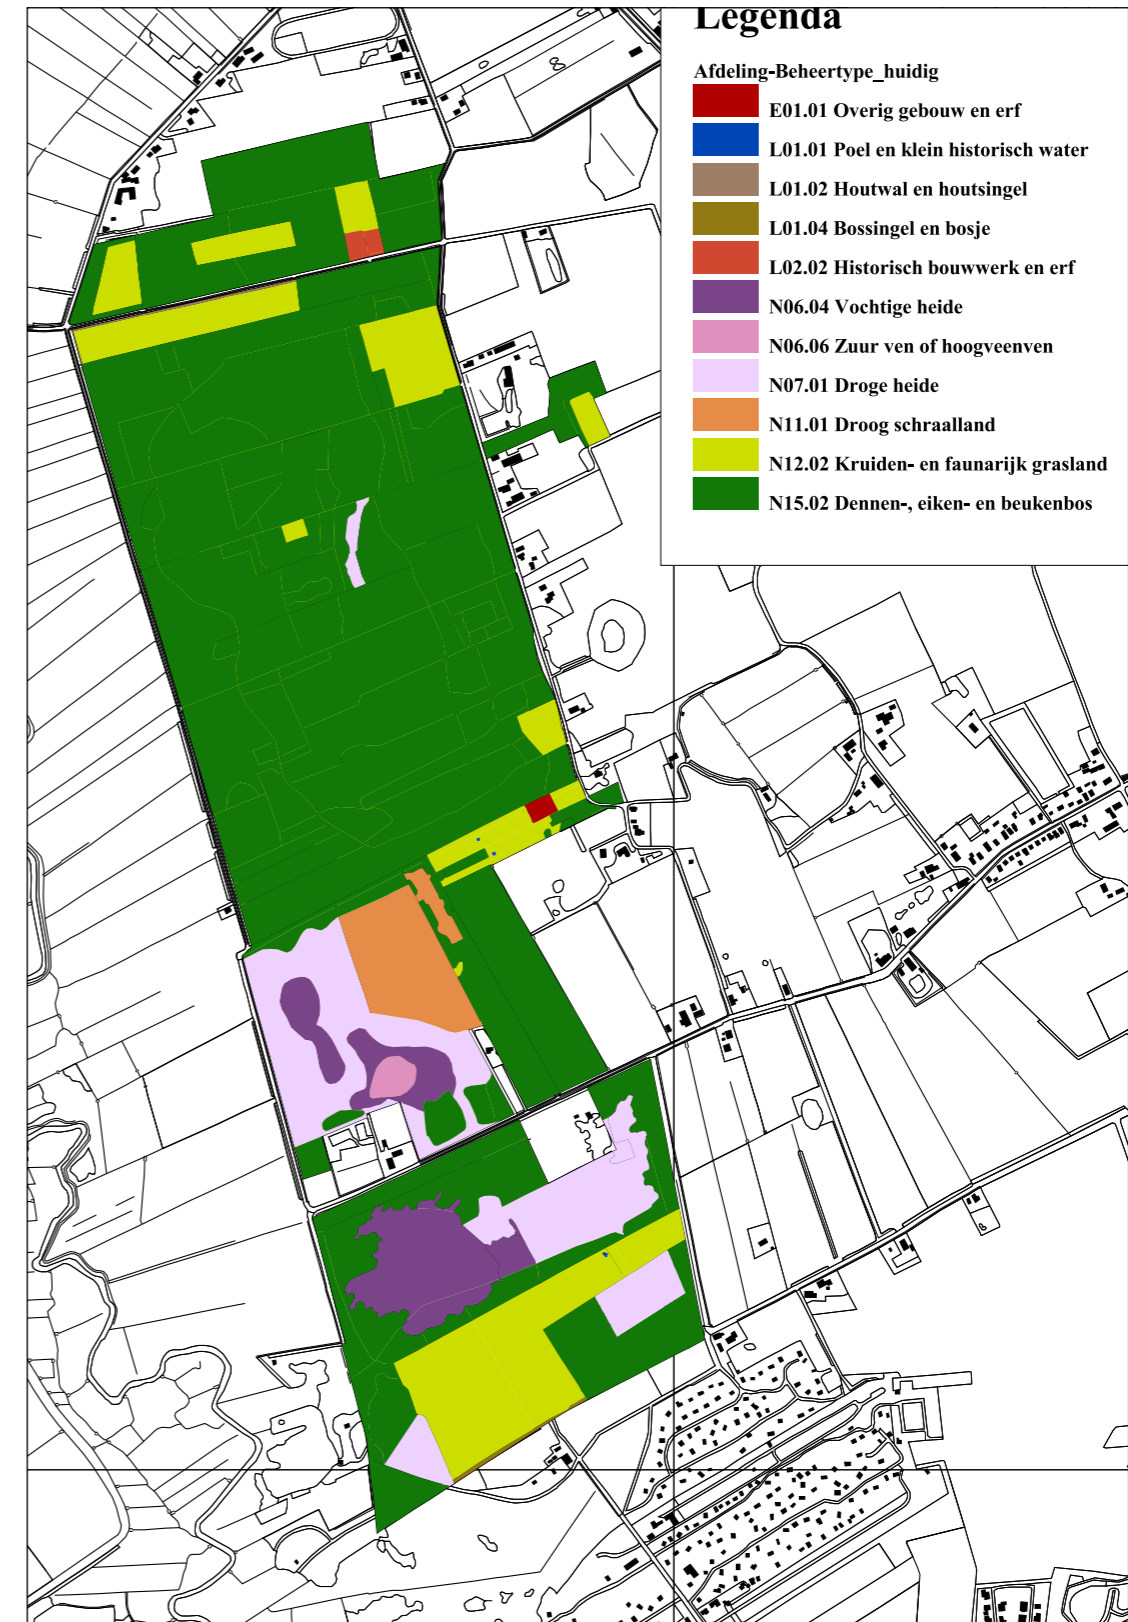 Legenda
Afdeling-Beheertype_huidig
E01.01 Overig gebouw en erf
L01.01 Poel en klein historisch water
L01.02 Houtwal en houtsingel
L01.04 Bossingel en bosje
L02.02 Historisch bouwwerk en erf
N06.04 Vochtige heide
N06.06 Zuur ven of hoogveenven
N07.01 Droge heide
N11.01 Droog schraalland
N12.02 Kruiden- en faunarijk grasland
N15.02 Dennen-, eiken- en beukenbos